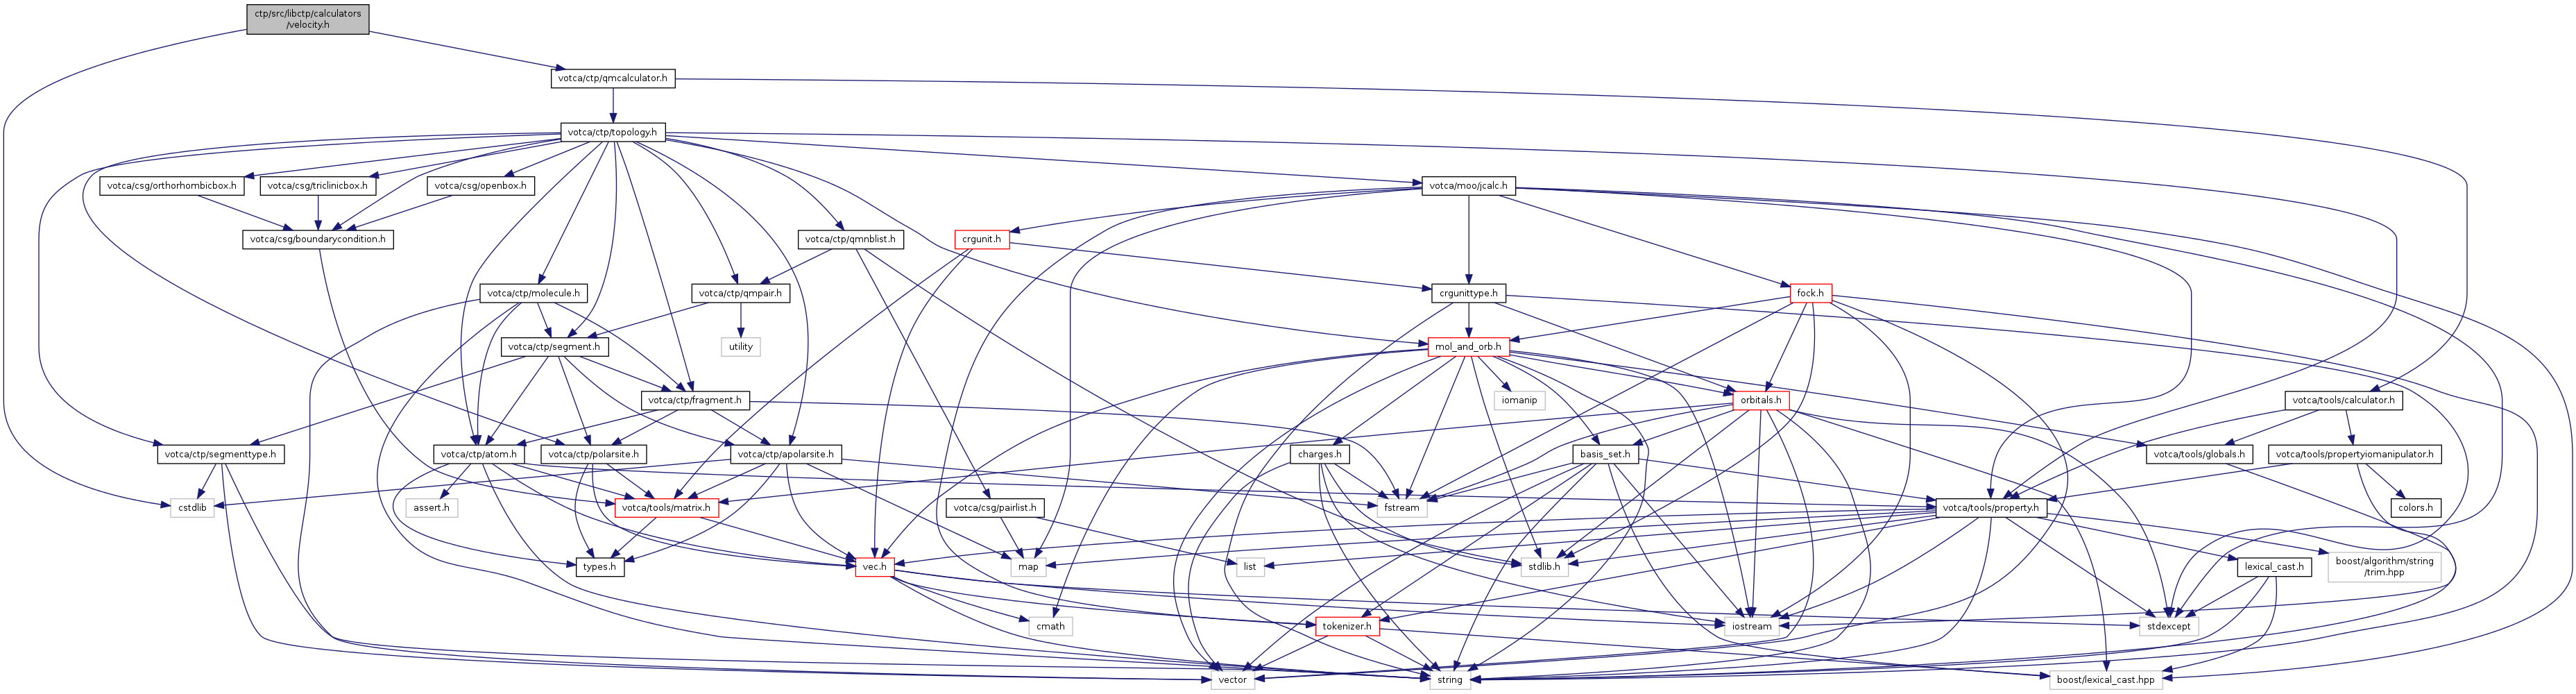 ctp/src/libctp/calculators
/velocity.h
votca/ctp/qmcalculator.h
votca/ctp/topology.h
votca/csg/orthorhombicbox.h
votca/csg/triclinicbox.h
votca/csg/openbox.h
votca/moo/jcalc.h
votca/csg/boundarycondition.h
votca/ctp/qmnblist.h
crgunit.h
votca/ctp/molecule.h
votca/ctp/qmpair.h
crgunittype.h
fock.h
votca/ctp/segment.h
utility
mol_and_orb.h
votca/ctp/fragment.h
iomanip
orbitals.h
votca/tools/calculator.h
votca/ctp/segmenttype.h
votca/ctp/atom.h
votca/ctp/polarsite.h
votca/ctp/apolarsite.h
charges.h
basis_set.h
votca/tools/globals.h
votca/tools/propertyiomanipulator.h
cstdlib
assert.h
votca/tools/matrix.h
votca/csg/pairlist.h
fstream
votca/tools/property.h
colors.h
types.h
vec.h
map
list
stdlib.h
lexical_cast.h
boost/algorithm/string
/trim.hpp
cmath
tokenizer.h
iostream
stdexcept
vector
string
boost/lexical_cast.hpp